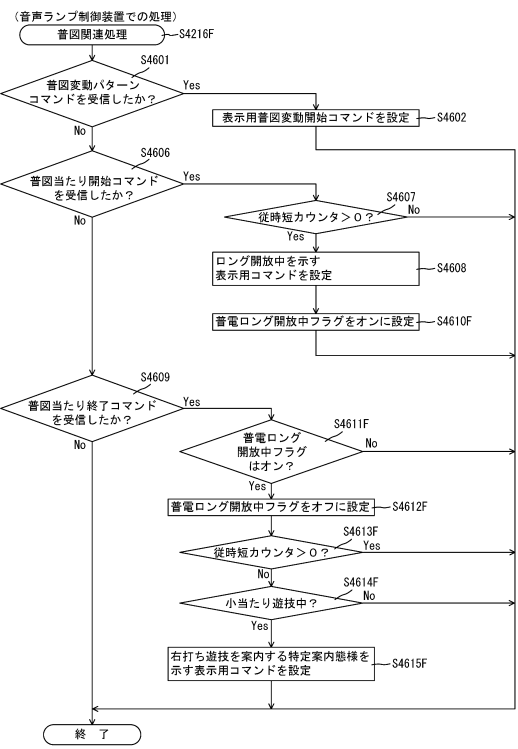 （音声ランプ制御装置での処理）
普図関連処理
S4216F
S4601
普図変動パターン
コマンドを受信したか？
Yes
No
表示用普図変動開始コマンドを設定
S4602
S4606
普図当たり開始コマンド
を受信したか？
Yes
No
S4607
従時短カウンタ＞０？
No
Yes
ロング開放中を示す
表示用コマンドを設定
S4608
普電ロング開放中フラグをオンに設定
S4610F
S4609
普図当たり終了コマンド
を受信したか？
Yes
No
S4611F
普電ロング
開放中フラグ
はオン？
No
Yes
普電ロング開放中フラグをオフに設定
S4612F
S4613F
従時短カウンタ＞０？
Yes
No
S4614F
小当たり遊技中？
No
Yes
右打ち遊技を案内する特定案内態様を
示す表示用コマンドを設定
S4615F
終 了